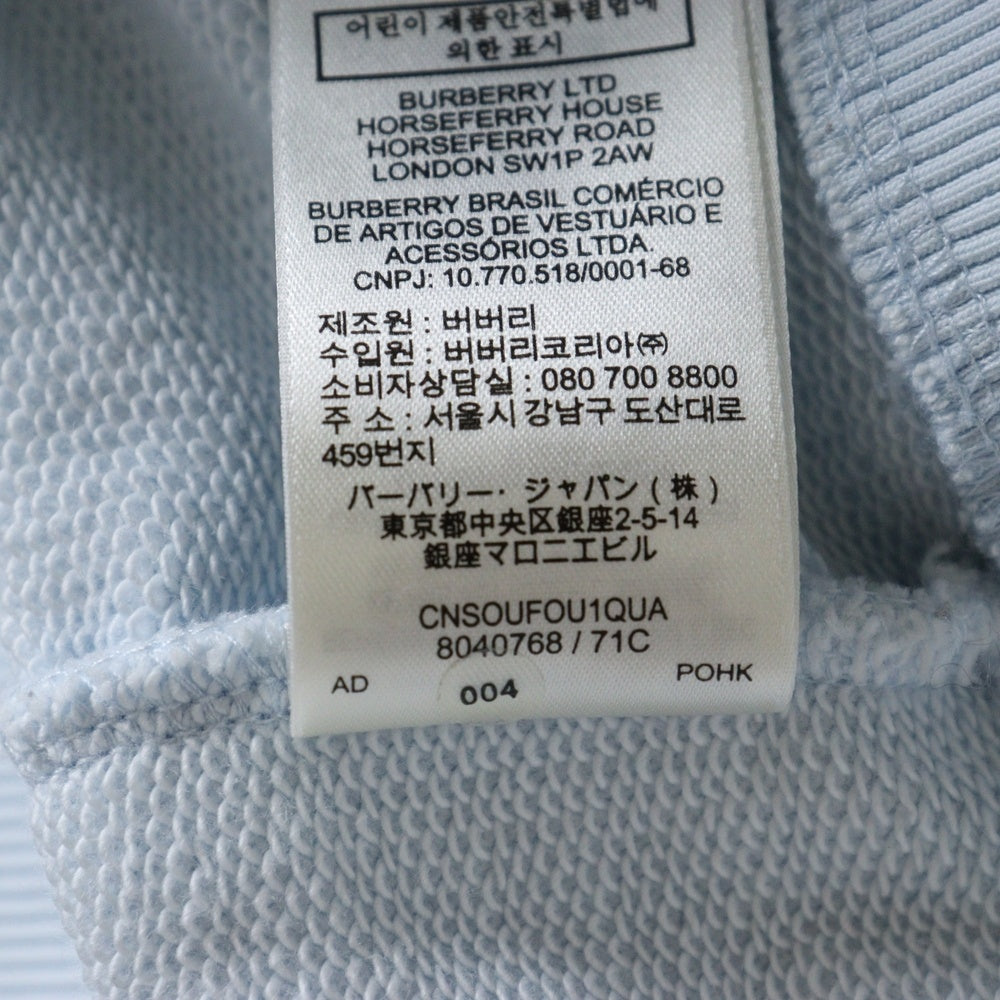 어린이 제품안전특별법에
의한 표시
BURBERRY LTD
HORSEFERRY HOUSE
HORSEFERRY ROAD
LONDON SW1P 2AW
BURBERRY BRASIL COMÉRCIO
DE ARTIGOS DE VESTUÁRIO E
ACESSÓRIOS LTDA.
CNPJ: 10.770.518/0001-68
제조원 : 버버리
수입원 : 버버리코리아㈜
소비자상담실 : 080 700 8800
주 소 : 서울시 강남구 도산대로
459번지
バーバリー・ジャパン ( 株 )
東京都中央区銀座2-5-14
銀座マロニエビル
CNSOUFOU1QUA
8040768 / 71C
AD 004 POHK